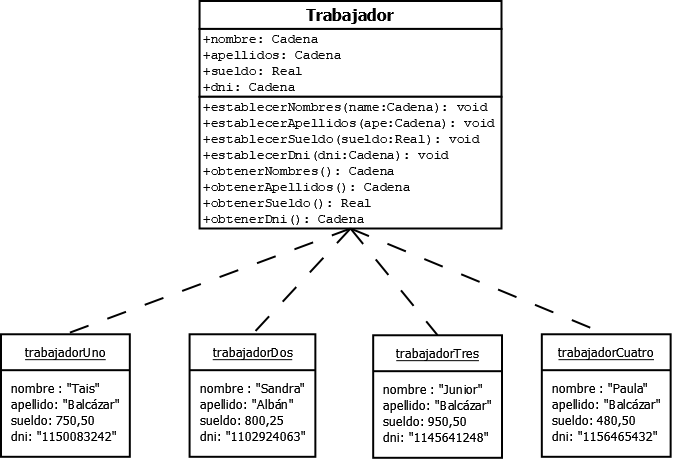 Trabajador
+nombre: Cadena
+apellidos: Cadena
+sueldo: Real
+dni: Cadena
+establecerNombres(name:Cadena): void
+establecerApellidos(ape:Cadena): void
+establecerSueldo(sueldo:Real): void
+establecerDni(dni:Cadena): void
+obtenerNombres(): Cadena
+obtenerApellidos(): Cadena
+obtenerSueldo(): Real
+obtenerDni(): Cadena
trabajadorUno
nombre : "Tais"
apellido: "Balcázar"
sueldo: 750,50
dni: "1150083242"
trabajadorDos
nombre : "Sandra"
apellido: "Albán"
sueldo: 800,25
dni: "1102924063"
trabajadorTres
nombre : "Junior"
apellido: "Balcázar"
sueldo: 950,50
dni: "1145641248"
trabajadorCuatro
nombre : "Paula"
apellido: "Balcázar"
sueldo: 480,50
dni: "1156465432"